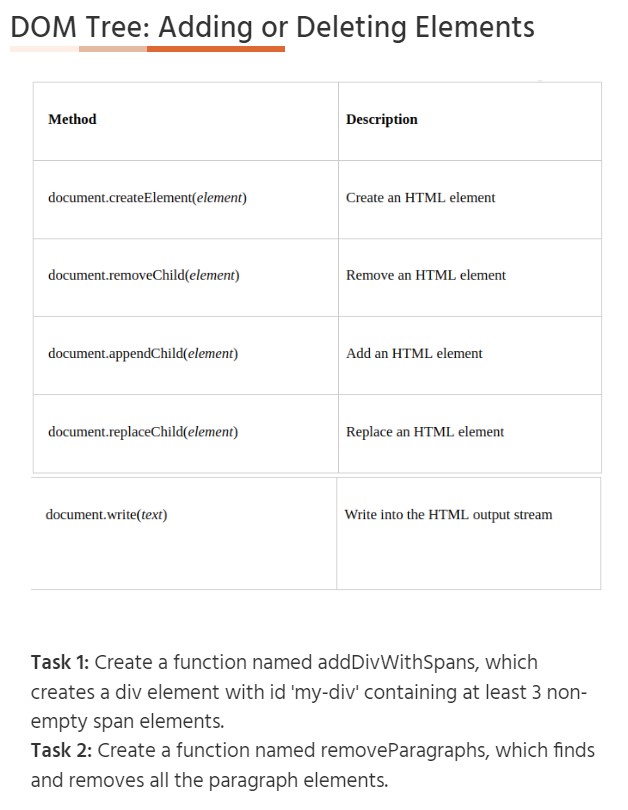 DOM Tree: Adding or Deleting Elements
Method Description
document.createElement(element) Create an HTML element
document.removeChild(element) Remove an HTML element
document.appendChild(element) Add an HTML element
document.replaceChild(element) Replace an HTML element
document.write(text) Write into the HTML output stream
Task 1: Create a function named addDivWithSpans, which
creates a div element with id 'my-div' containing at least 3 non-
empty span elements.
Task 2: Create a function named removeParagraphs, which finds
and removes all the paragraph elements.